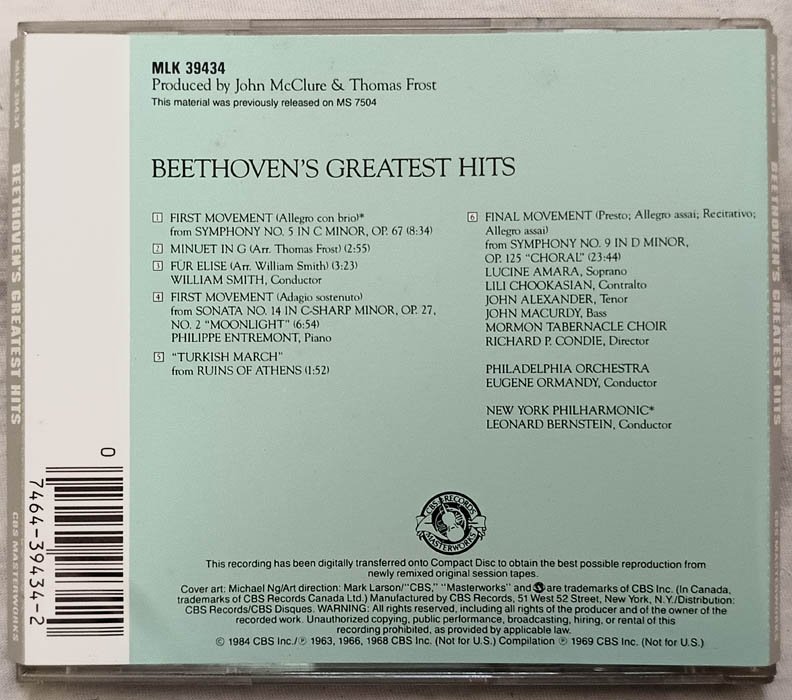 MLK 39434
Produced by John McClure & Thomas Frost
This material was previously released on MS 7504
BEETHOVEN'S GREATEST HITS
1 FIRST MOVEMENT (Allegro con brio)*
from SYMPHONY NO. 5 IN C MINOR, OP. 67 (8:34)
2 MINUET IN G (Arr. Thomas Frost) (2:55)
3 FÜR ELISE (Arr. William Smith) (3:23)
WILLIAM SMITH, Conductor
4 FIRST MOVEMENT (Adagio sostenuto)
from SONATA NO. 14 IN C-SHARP MINOR, OP. 27,
NO. 2 "MOONLIGHT" (6:54)
PHILIPPE ENTREMONT, Piano
5 "TURKISH MARCH"
from RUINS OF ATHENS (1:52)
6 FINAL MOVEMENT (Presto; Allegro assai; Recitativo;
Allegro assai)
from SYMPHONY NO. 9 IN D MINOR,
OP. 125 "CHORAL" (23:44)
LUCINE AMARA, Soprano
LILI CHOOKASIAN, Contralto
JOHN ALEXANDER, Tenor
JOHN MACURDY, Bass
MORMON TABERNACLE CHOIR
RICHARD P. CONDIE, Director
PHILADELPHIA ORCHESTRA
EUGENE ORMANDY, Conductor
NEW YORK PHILHARMONIC*
LEONARD BERNSTEIN, Conductor
CBS RECORDS
MASTERWORKS
This recording has been digitally transferred onto Compact Disc to obtain the best possible reproduction from
newly remixed original session tapes.
Cover art: Michael Ng/Art direction: Mark Larson/"CBS," "Masterworks" and are trademarks of CBS Inc. (In Canada,
trademarks of CBS Records Canada Ltd.) Manufactured by CBS Records, 51 West 52 Street, New York, N.Y./Distribution:
CBS Records/CBS Disques. WARNING: All rights reserved, including all rights of the producer and of the owner of the
recorded work. Unauthorized copying, public performance, broadcasting, hiring, or rental of this
recording prohibited, as provided by applicable law.
© 1984 CBS Inc./℗ 1963, 1966, 1968 CBS Inc. (Not for U.S.) Compilation ℗ 1969 CBS Inc. (Not for U.S.)
0
7464-39434-2
MLK 39434
BEETHOVEN'S GREATEST HITS
CBS MASTERWORKS
MLK 39434
BEETHOVEN'S GREATEST HITS
CBS MASTERWORKS